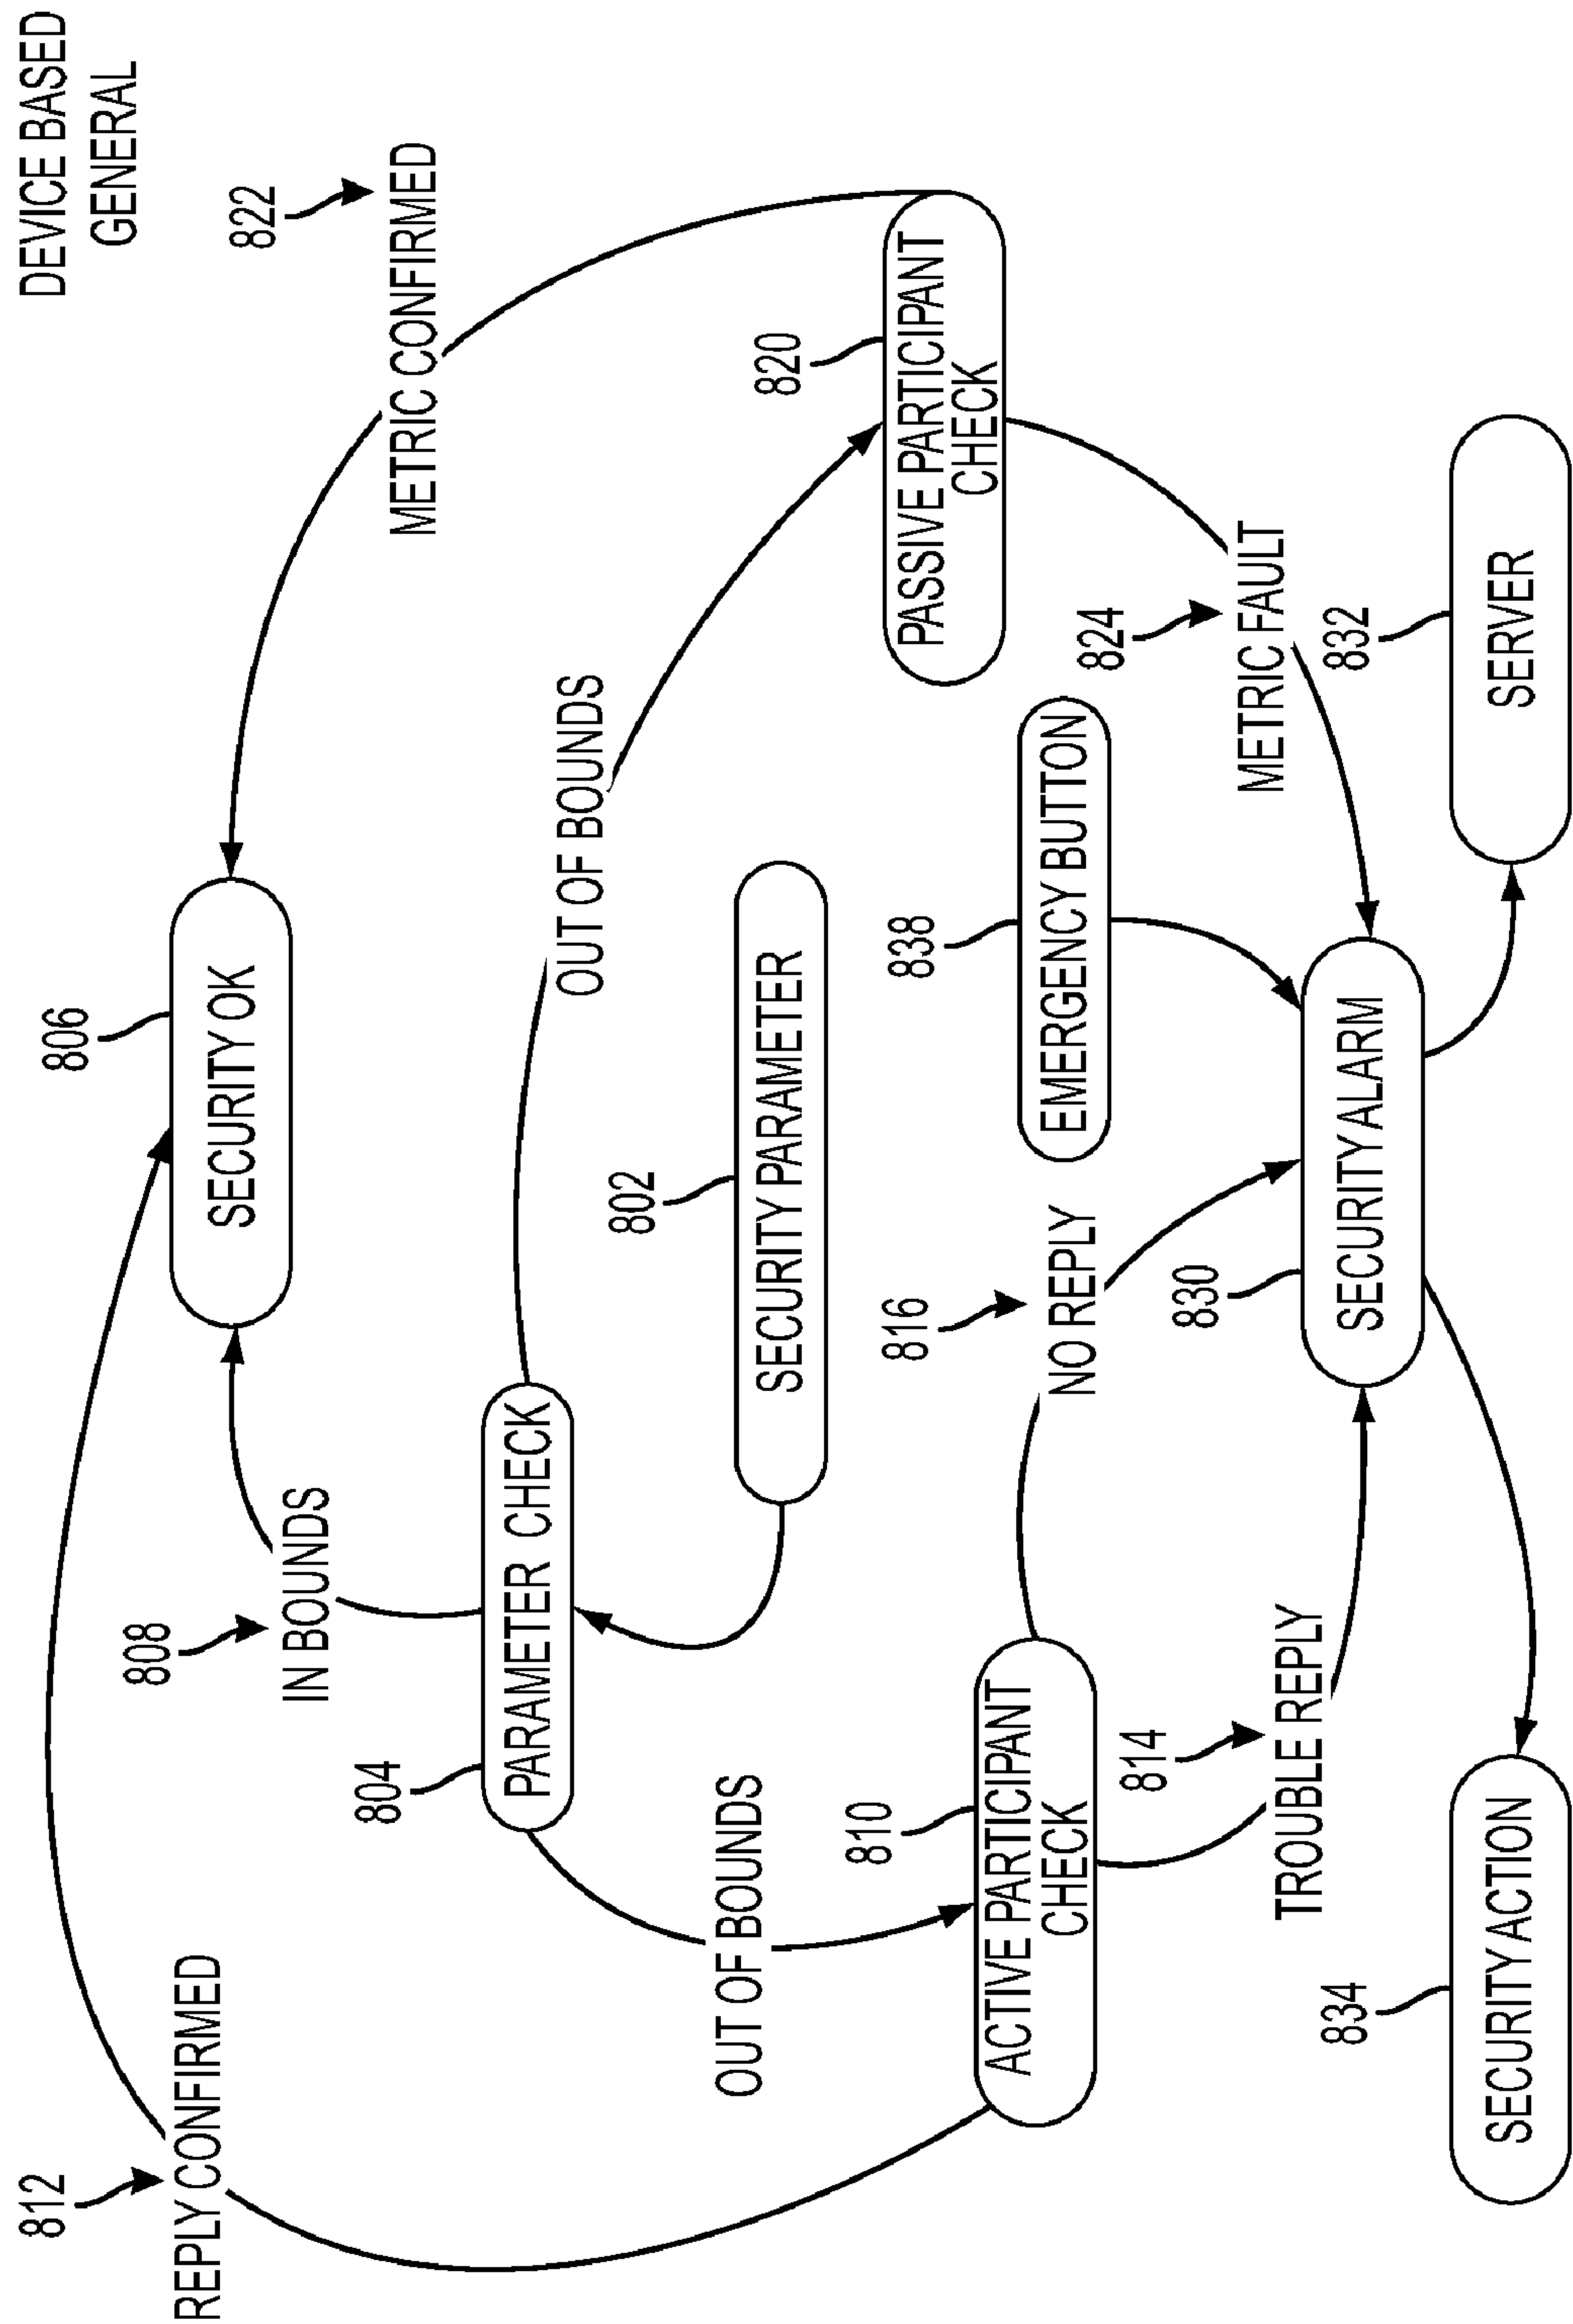 DEVICE BASED
GENERAL
812
REPLY CONFIRMED
806
SECURITY OK
808
IN BOUNDS
822
METRIC CONFIRMED
804
PARAMETER CHECK
OUT OF BOUNDS
802
SECURITY PARAMETER
OUT OF BOUNDS
820
PASSIVE PARTICIPANT
CHECK
810
ACTIVE PARTICIPANT
CHECK
816
NO REPLY
838
EMERGENCY BUTTON
824
METRIC FAULT
814
TROUBLE REPLY
830
SECURITY ALARM
834
SECURITY ACTION
832
SERVER